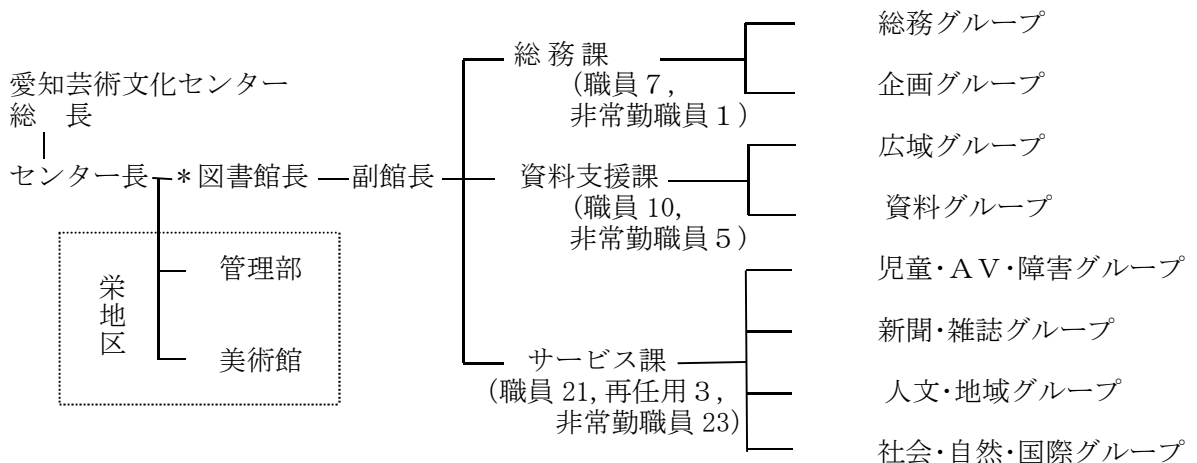 愛知芸術文化センター
総　長
センター長
＊図書館長
副館長
総務課
（職員７，
非常勤職員１）
総務グループ
企画グループ
資料支援課
（職員 10，
非常勤職員５）
広域グループ
資料グループ
サービス課
（職員 21，再任用３，
非常勤職員 23）
児童・ＡＶ・障害グループ
新聞・雑誌グループ
人文・地域グループ
社会・自然・国際グループ
栄地区
管理部
美術館